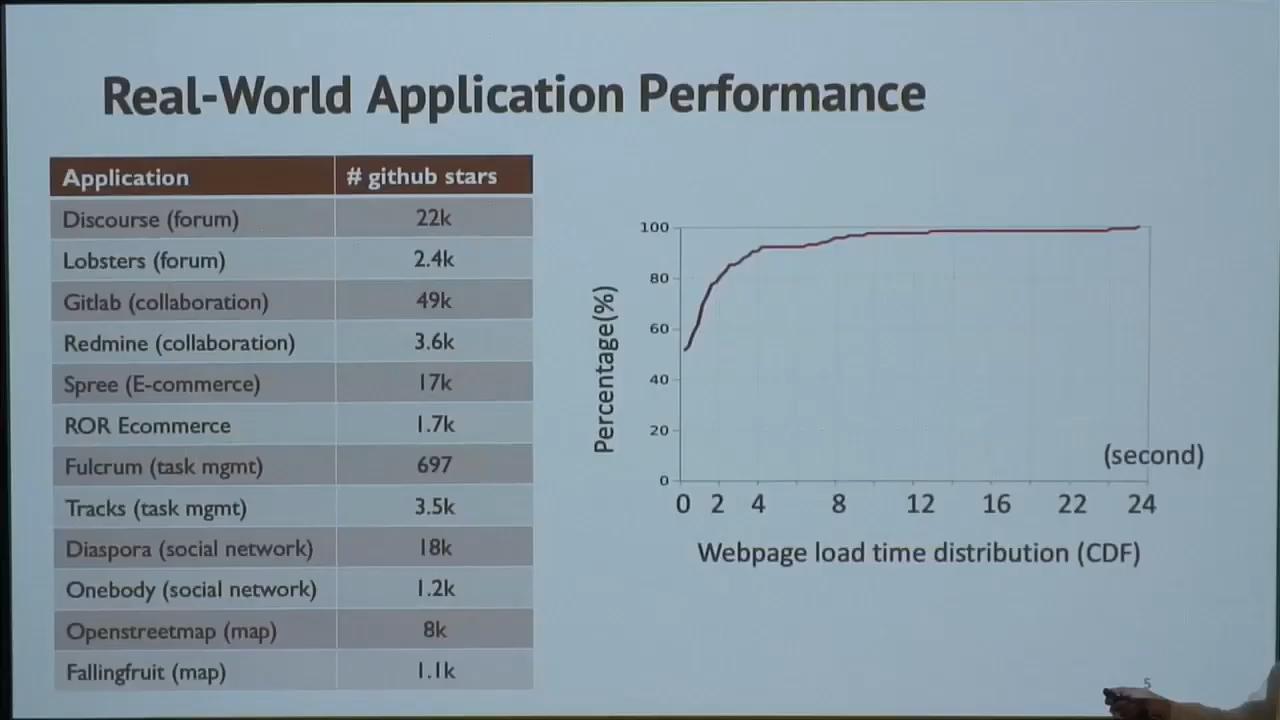 Real-World Application Performance
Application # github stars
Discourse (forum) 22k
Lobsters (forum) 2.4k
Gitlab (collaboration) 49k
Redmine (collaboration) 3.6k
Spree (E-commerce) 17k
ROR Ecommerce 1.7k
Fulcrum (task mgmt) 697
Tracks (task mgmt) 3.5k
Diaspora (social network) 18k
Onebody (social network) 1.2k
Openstreetmap (map) 8k
Fallingfruit (map) 1.1k
Percentage(%)
100
80
60
40
20
0
(second)
0 2 4 8 12 16 22 24
Webpage load time distribution (CDF)
5